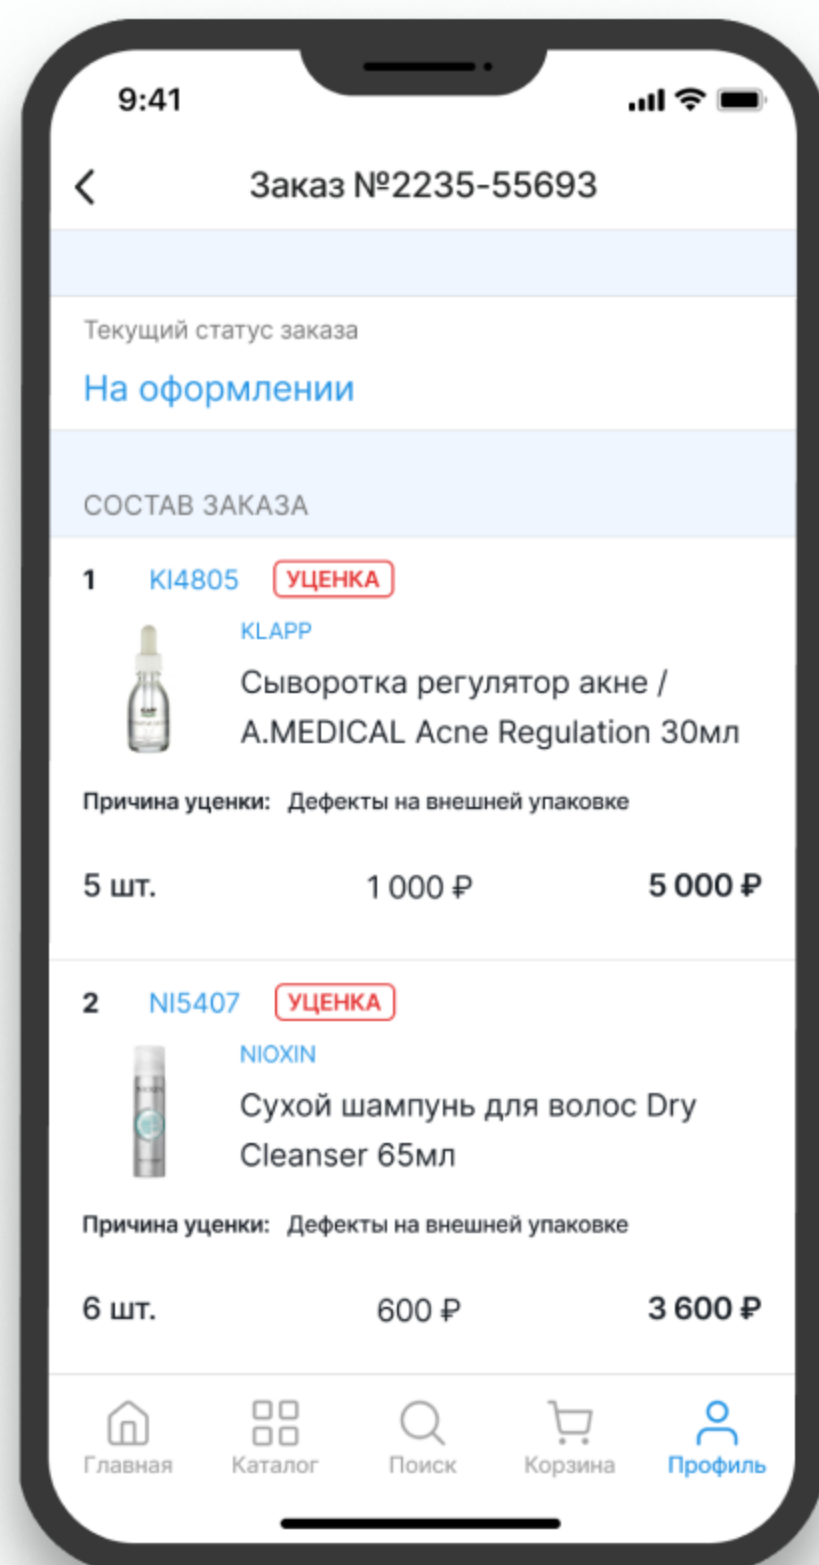 9:41
Заказ №2235-55693
Текущий статус заказа
На оформлении
СОСТАВ ЗАКАЗА
1 KI4805 УЦЕНКА
KLAPP
Сыворотка регулятор акне /
A.MEDICAL Acne Regulation 30мл
Причина уценки: Дефекты на внешней упаковке
5 шт. 1 000 ₽ 5 000 ₽
2 NI5407 УЦЕНКА
NIOXIN
Сухой шампунь для волос Dry
Cleanser 65мл
Причина уценки: Дефекты на внешней упаковке
6 шт. 600 ₽ 3 600 ₽
Главная Каталог Поиск Корзина Профиль